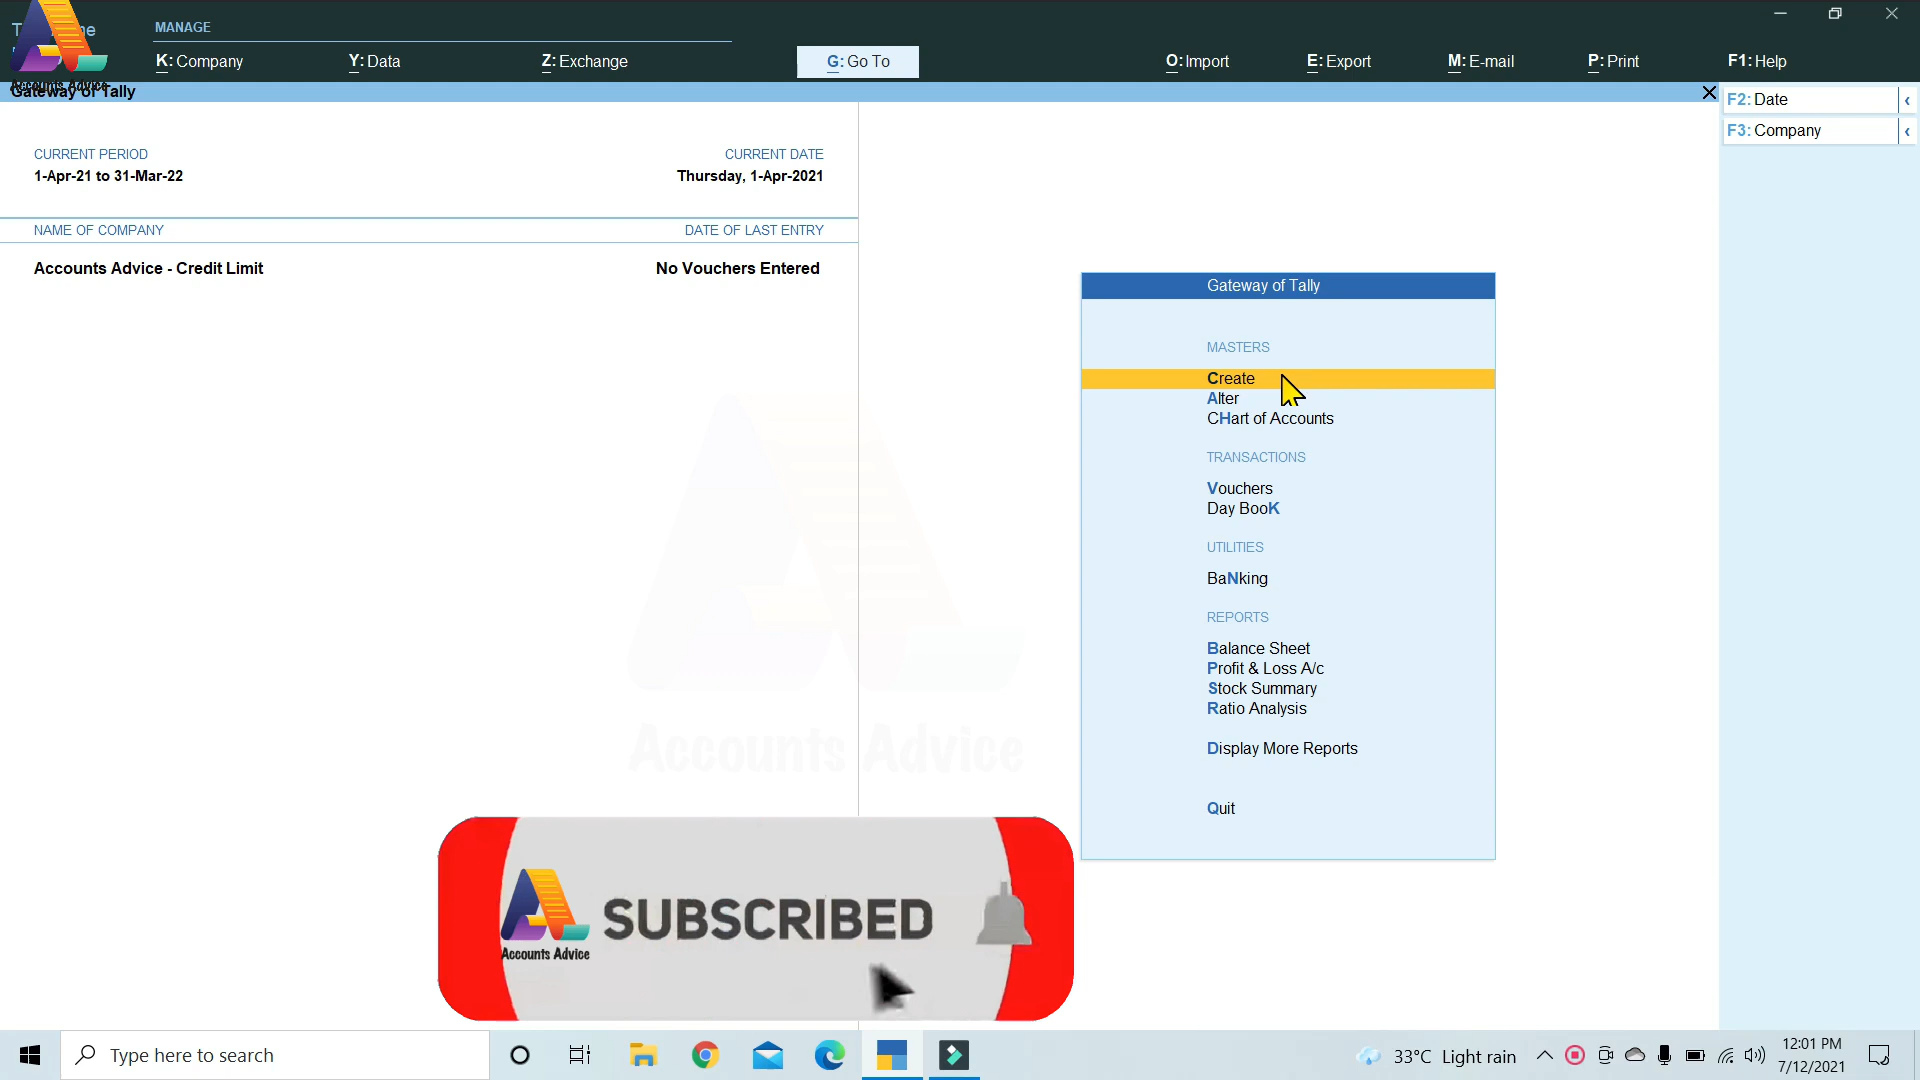 MANAGE
K: Company
Y: Data
Z: Exchange
G: Go To
O: Import
E: Export
M: E-mail
P: Print
F1: Help
Accounts Advice
Gateway of Tally
F2: Date
F3: Company
CURRENT PERIOD
CURRENT DATE
1-Apr-21 to 31-Mar-22
Thursday, 1-Apr-2021
NAME OF COMPANY
DATE OF LAST ENTRY
Accounts Advice - Credit Limit
No Vouchers Entered
Gateway of Tally
MASTERS
Create
Alter
CHart of Accounts
TRANSACTIONS
Vouchers
Day BooK
UTILITIES
BaNking
REPORTS
Balance Sheet
Profit & Loss A/c
Stock Summary
Ratio Analysis
Display More Reports
Quit
Accounts Advice
SUBSCRIBED
Accounts Advice
Type here to search
33°C Light rain
12:01 PM
7/12/2021